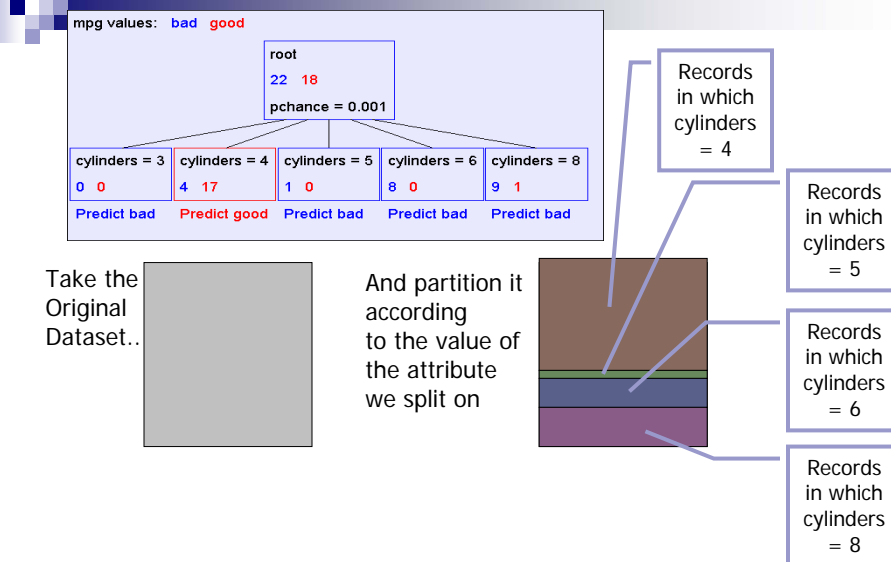 mpg values: bad good
root
22 18
pchance = 0.001
cylinders = 3 cylinders = 4 cylinders = 5 cylinders = 6 cylinders = 8
0 0 4 17 1 0 8 0 9 1
Predict bad Predict good Predict bad Predict bad Predict bad
Records
in which
cylinders
= 4
Records
in which
cylinders
= 5
Take the
Original
Dataset..
And partition it
according
to the value of
the attribute
we split on
Records
in which
cylinders
= 6
Records
in which
cylinders
= 8